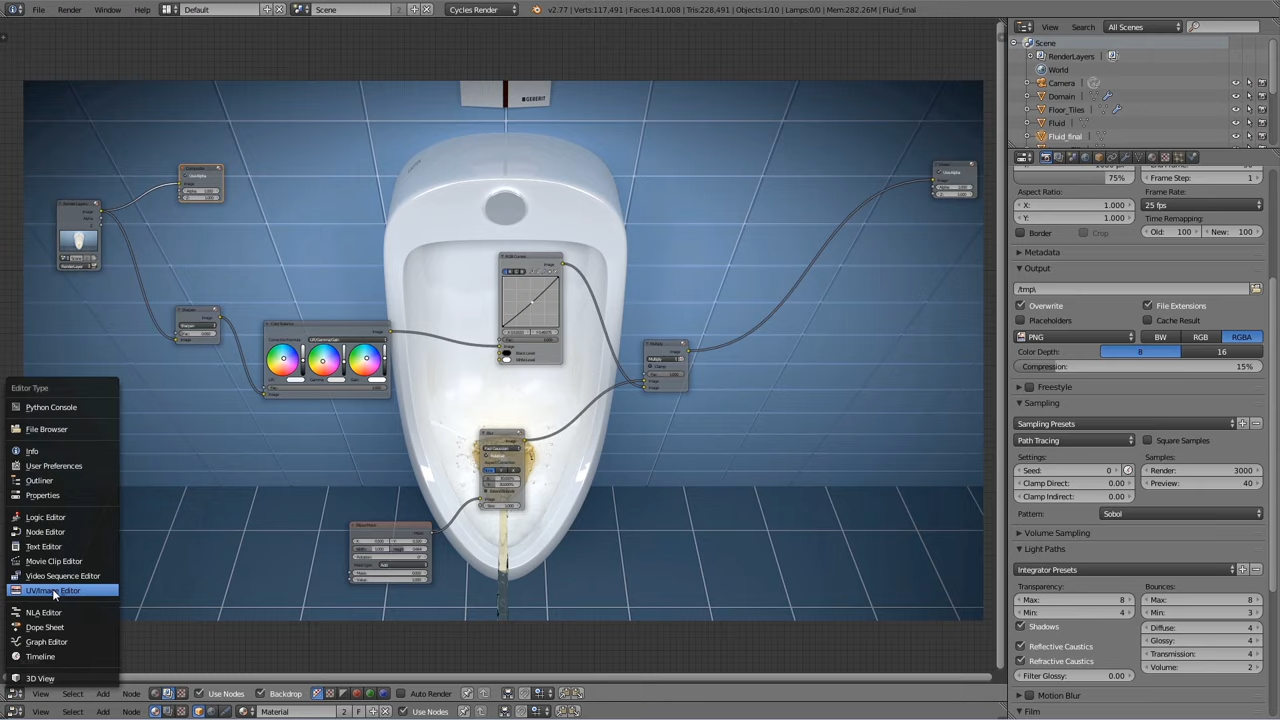 File Render Window Help Default Scene 2 Cycles Render v2.77 | Verts:117,491 | Faces:141,008 | Tris:228,491 | Objects:1/10 | Lamps:0/0 | Mem:282.26M | Fluid_final
View Search All Scenes
Scene
RenderLayers
World
Camera
Domain
Floor_Tiles
Fluid
Fluid_final
GEBERIT
75% Frame Step: 1
Aspect Ratio: Frame Rate:
X: 1.000 25 fps
Y: 1.000 Time Remapping:
Border Crop Old: 100 New: 100
Metadata
Output
/tmp\
Overwrite File Extensions
Placeholders Cache Result
PNG BW RGB RGBA
Color Depth: 8 16
Compression: 15%
Freestyle
Sampling
Sampling Presets
Path Tracing Square Samples
Settings: Samples:
Seed: 0 Render: 3000
Clamp Direct: 0.00 Preview: 40
Clamp Indirect: 0.00
Pattern: Sobol
Volume Sampling
Light Paths
Integrator Presets
Transparency: Bounces:
Max: 8 Max: 8
Min: 4 Min: 3
Shadows Diffuse: 4
Glossy: 4
Reflective Caustics Transmission: 4
Refractive Caustics Volume: 2
Filter Glossy: 0.00
Motion Blur
Film
Editor Type
Python Console
File Browser
Info
User Preferences
Outliner
Properties
Logic Editor
Node Editor
Text Editor
Movie Clip Editor
Video Sequence Editor
UV/Image Editor
NLA Editor
Dope Sheet
Graph Editor
Timeline
3D View
View Select Add Node Use Nodes Backdrop Auto Render
View Select Add Node Material 2 F Use Nodes